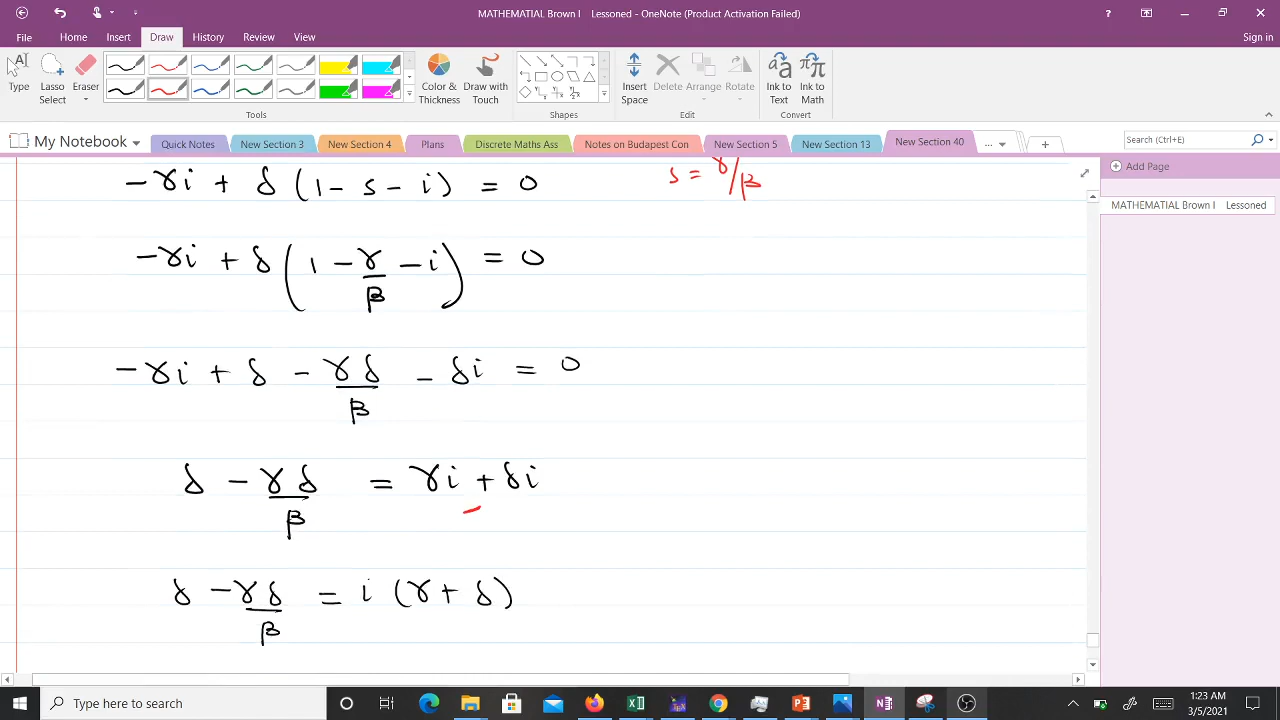 MATHEMATIAL Brown I Lessoned - OneNote (Product Activation Failed)
File Home Insert Draw History Review View
Sign in
Type
Lasso Select
Eraser
Color & Thickness
Draw with Touch
Insert Space
Delete
Arrange
Rotate
Ink to Text
Ink to Math
Tools
Shapes
Edit
Convert
My Notebook
Quick Notes
New Section 3
New Section 4
Plans
Discrete Maths Ass
Notes on Budapest Con
New Section 5
New Section 13
New Section 40
...
Search (Ctrl+E)
Add Page
MATHEMATIAL Brown I Lessoned
s = γ/β
-γi + δ (1 - s - i) = 0
-γi + δ (1 - γ/β - i) = 0
-γi + δ - γδ/β - δi = 0
δ - γδ/β = γi + δi
δ - γδ/β = i (γ + δ)
Type here to search
1:23 AM
3/5/2021